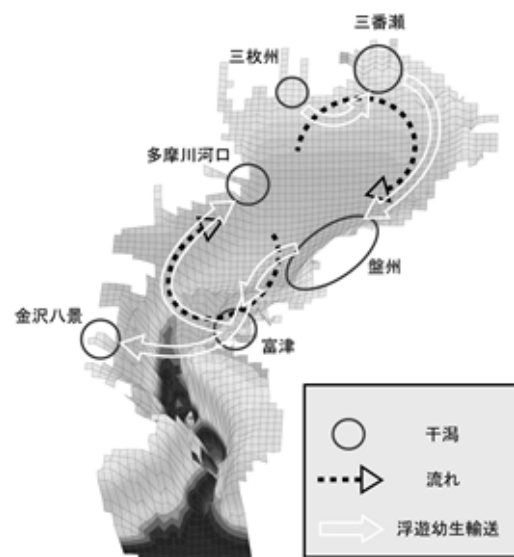 三番瀬
三枚州
多摩川河口
盤州
金沢八景
富津
干潟
流れ
浮遊幼生輸送